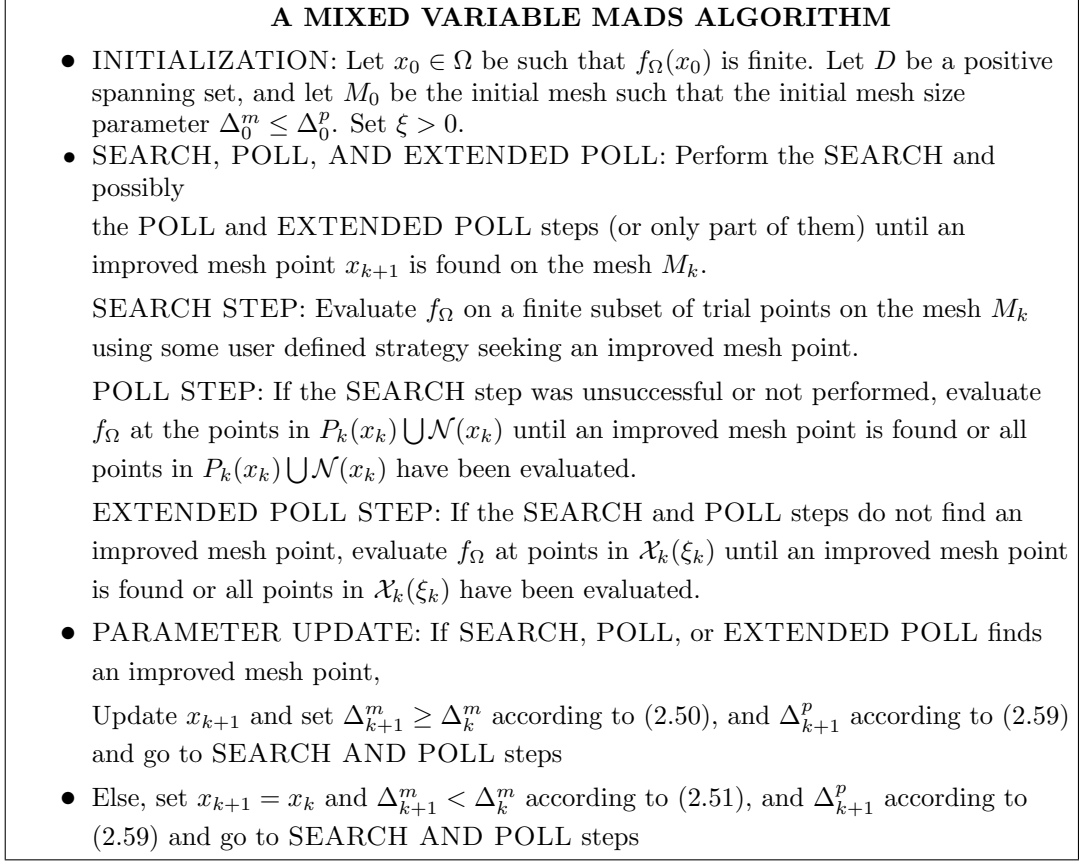 A MIXED VARIABLE MADS ALGORITHM
• INITIALIZATION: Let x₀ ∈ Ω be such that f_Ω(x₀) is finite. Let D be a positive
spanning set, and let M₀ be the initial mesh such that the initial mesh size
parameter Δ₀ᵐ ≤ Δ₀ᵖ. Set ξ > 0.
• SEARCH, POLL, AND EXTENDED POLL: Perform the SEARCH and
possibly
the POLL and EXTENDED POLL steps (or only part of them) until an
improved mesh point x_{k+1} is found on the mesh M_k.
SEARCH STEP: Evaluate f_Ω on a finite subset of trial points on the mesh M_k
using some user defined strategy seeking an improved mesh point.
POLL STEP: If the SEARCH step was unsuccessful or not performed, evaluate
f_Ω at the points in P_k(x_k) ⋃ 𝒩(x_k) until an improved mesh point is found or all
points in P_k(x_k) ⋃ 𝒩(x_k) have been evaluated.
EXTENDED POLL STEP: If the SEARCH and POLL steps do not find an
improved mesh point, evaluate f_Ω at points in 𝒳_k(ξ_k) until an improved mesh point
is found or all points in 𝒳_k(ξ_k) have been evaluated.
• PARAMETER UPDATE: If SEARCH, POLL, or EXTENDED POLL finds
an improved mesh point,
Update x_{k+1} and set Δ^m_{k+1} ≥ Δ^m_k according to (2.50), and Δ^p_{k+1} according to (2.59)
and go to SEARCH AND POLL steps
• Else, set x_{k+1} = x_k and Δ^m_{k+1} < Δ^m_k according to (2.51), and Δ^p_{k+1} according to
(2.59) and go to SEARCH AND POLL steps